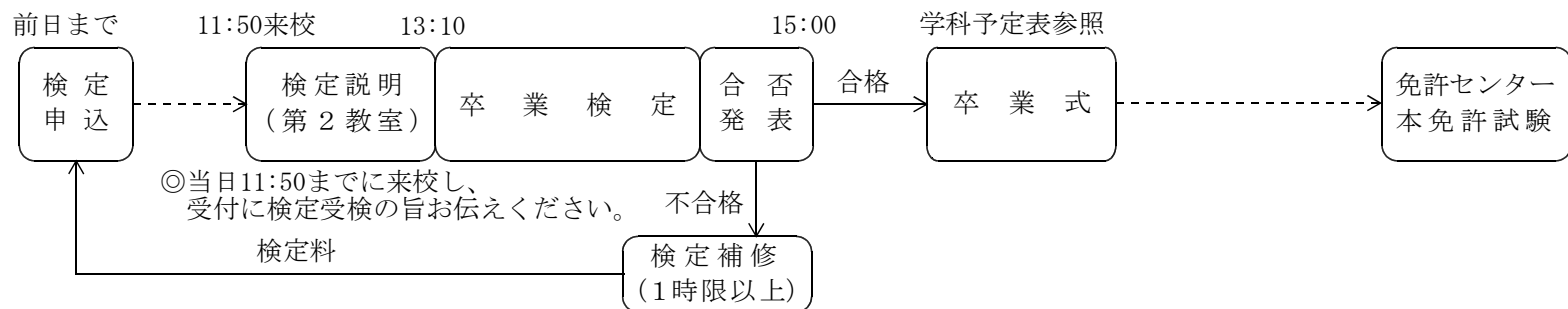 前日まで
11:50来校
13:10
15:00
学科予定表参照
検定
申込
検定説明
(第２教室)
卒業検定
合否
発表
合格
卒業式
免許センター
本免許試験
◎当日11:50までに来校し、
受付に検定受検の旨お伝えください。
不合格
検定料
検定補修
(1時限以上)